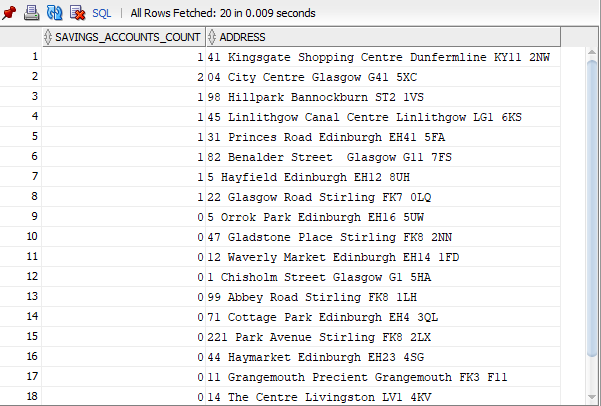 SQL | All Rows Fetched: 20 in 0.009 seconds
SAVINGS_ACCOUNTS_COUNT ADDRESS
1 1 41 Kingsgate Shopping Centre Dunfermline KY11 2NW
2 2 04 City Centre Glasgow G41 5XC
3 1 98 Hillpark Bannockburn ST2 1VS
4 1 45 Linlithgow Canal Centre Linlithgow LG1 6KS
5 1 31 Princes Road Edinburgh EH41 5FA
6 1 82 Benalder Street  Glasgow G11 7FS
7 1 5 Hayfield Edinburgh EH12 8UH
8 1 22 Glasgow Road Stirling FK7 0LQ
9 0 5 Orrok Park Edinburgh EH16 5UW
10 0 47 Gladstone Place Stirling FK8 2NN
11 0 12 Waverly Market Edinburgh EH14 1FD
12 0 1 Chisholm Street Glasgow G1 5HA
13 0 99 Abbey Road Stirling FK8 1LH
14 0 71 Cottage Park Edinburgh EH4 3QL
15 0 221 Park Avenue Stirling FK8 2LX
16 0 44 Haymarket Edinburgh EH23 4SG
17 0 11 Grangemouth Precient Grangemouth FK3 F11
18 0 14 The Centre Livingston LV1 4KV